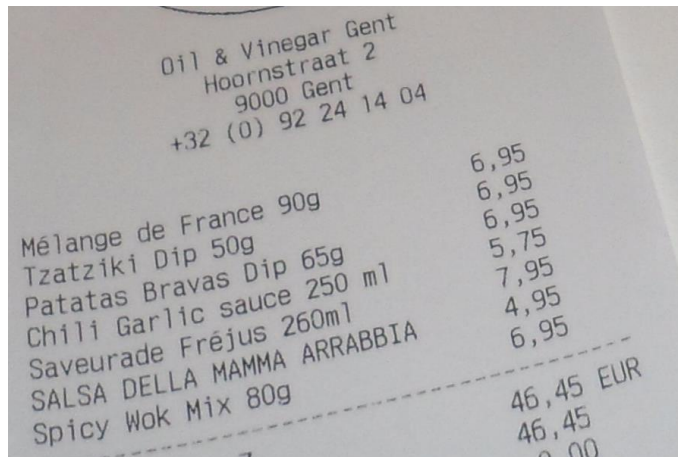 Oil & Vinegar Gent
Hoornstraat 2
9000 Gent
+32 (0) 92 24 14 04
Mélange de France 90g 6,95
Tzatziki Dip 50g 6,95
Patatas Bravas Dip 65g 6,95
Chili Garlic sauce 250 ml 5,75
Saveurade Fréjus 260ml 7,95
SALSA DELLA MAMMA ARRABBIA 4,95
Spicy Wok Mix 80g 6,95
46,45 EUR
46,45